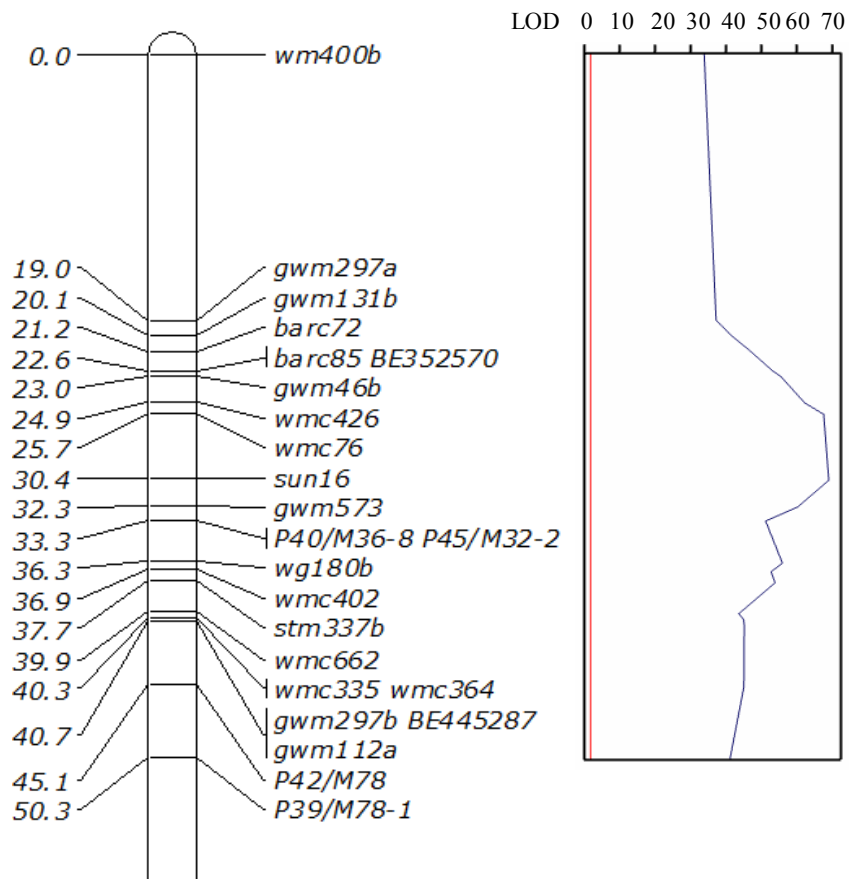 LOD 0 10 20 30 40 50 60 70
0.0 wm400b
19.0 gwm297a
20.1 gwm131b
21.2 barc72
22.6 barc85 BE352570
23.0 gwm46b
24.9 wmc426
25.7 wmc76
30.4 sun16
32.3 gwm573
33.3 P40/M36-8 P45/M32-2
36.3 wg180b
36.9 wmc402
37.7 stm337b
39.9 wmc662
40.3 wmc335 wmc364
40.7 gwm297b BE445287
gwm112a
45.1 P42/M78
50.3 P39/M78-1